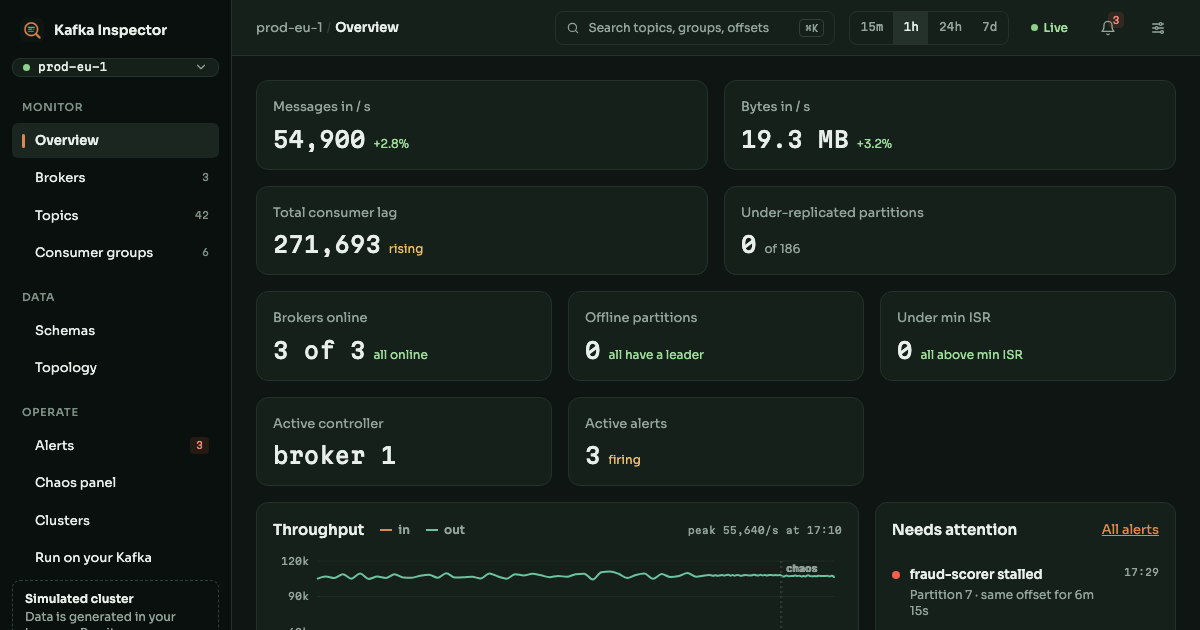 Kafka Inspector
prod-eu-1
MONITOR
Overview
Brokers 3
Topics 42
Consumer groups 6
DATA
Schemas
Topology
OPERATE
Alerts 3
Chaos panel
Clusters
Run on your Kafka
Simulated cluster
Data is generated in your
prod-eu-1 / Overview
Search topics, groups, offsets ⌘K
15m 1h 24h 7d
Live
3
Messages in / s
54,900 +2.8%
Bytes in / s
19.3 MB +3.2%
Total consumer lag
271,693 rising
Under-replicated partitions
0 of 186
Brokers online
3 of 3 all online
Offline partitions
0 all have a leader
Under min ISR
0 all above min ISR
Active controller
broker 1
Active alerts
3 firing
Throughput in out peak 55,640/s at 17:10
120k
chaos
90k
Needs attention All alerts
fraud-scorer stalled 17:29
Partition 7 · same offset for 6m
15s